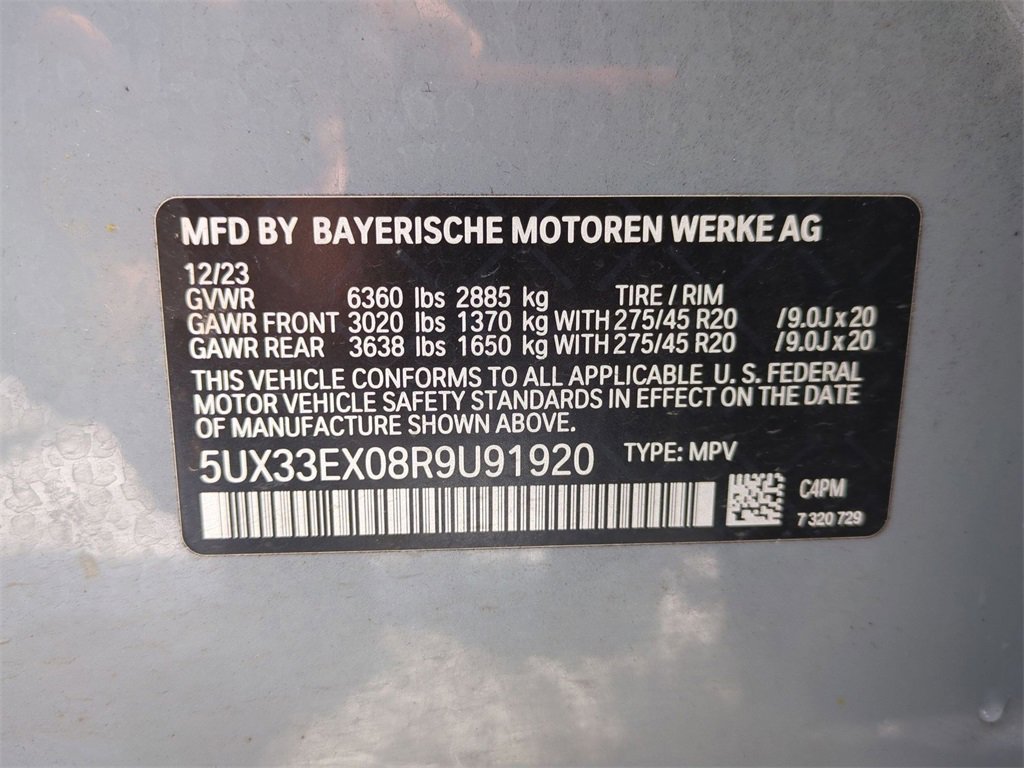 MFD BY BAYERISCHE MOTOREN WERKE AG
12/23
GVWR 6360 lbs 2885 kg TIRE / RIM
GAWR FRONT 3020 lbs 1370 kg WITH 275/45 R20 /9.0J x 20
GAWR REAR 3638 lbs 1650 kg WITH 275/45 R20 /9.0J x 20
THIS VEHICLE CONFORMS TO ALL APPLICABLE U. S. FEDERAL
MOTOR VEHICLE SAFETY STANDARDS IN EFFECT ON THE DATE
OF MANUFACTURE SHOWN ABOVE.
5UX33EX08R9U91920 TYPE: MPV
C4PM
7 320 729